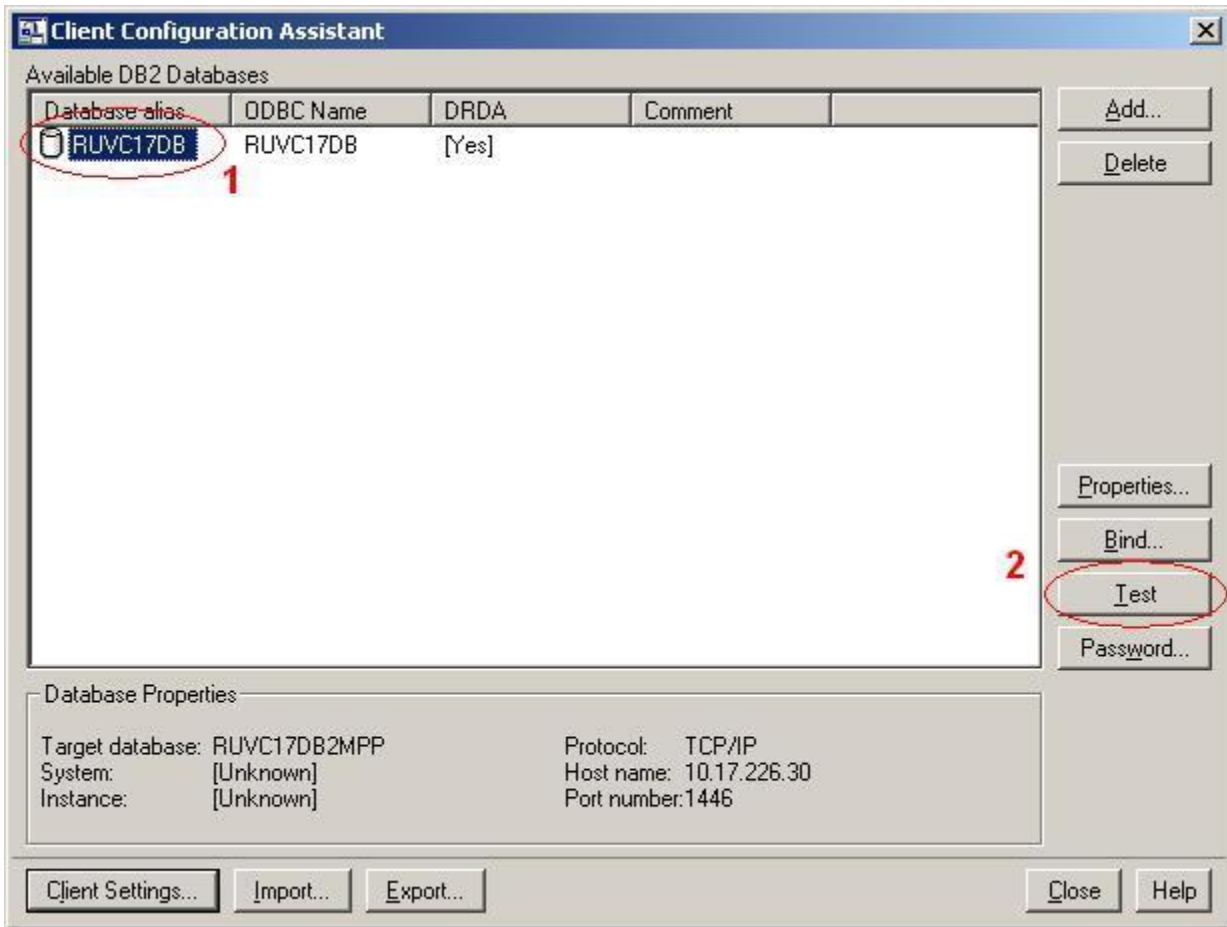 Client Configuration Assistant
Available DB2 Databases
Database alias ODBC Name DRDA Comment
RUVC17DB RUVC17DB [Yes]
1
Add...
Delete
Properties...
Bind...
2
Test
Password...
Database Properties
Target database: RUVC17DB2MPP Protocol: TCP/IP
System: [Unknown] Host name: 10.17.226.30
Instance: [Unknown] Port number:1446
Client Settings... Import... Export... Close Help